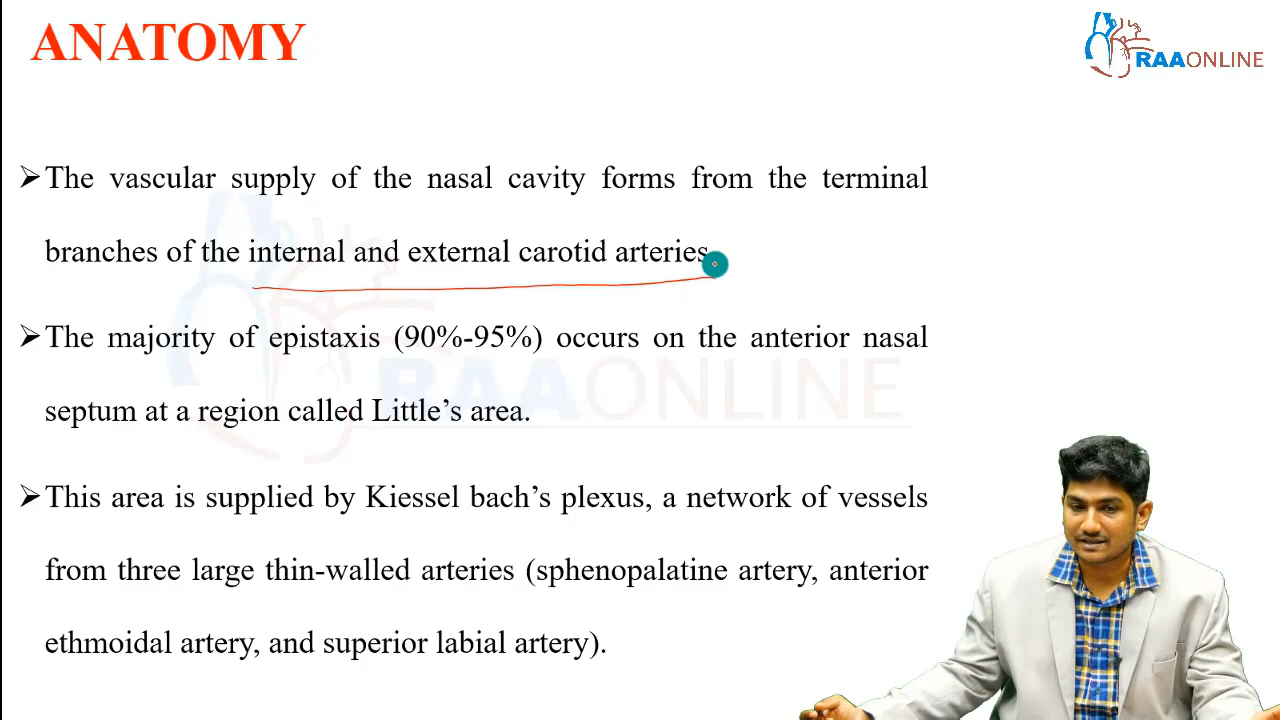 ANATOMY
RAAONLINE
➢The vascular supply of the nasal cavity forms from the terminal
branches of the internal and external carotid arteries
➢The majority of epistaxis (90%-95%) occurs on the anterior nasal
septum at a region called Little’s area.
➢This area is supplied by Kiessel bach’s plexus, a network of vessels
from three large thin-walled arteries (sphenopalatine artery, anterior
ethmoidal artery, and superior labial artery).
RAAONLINE